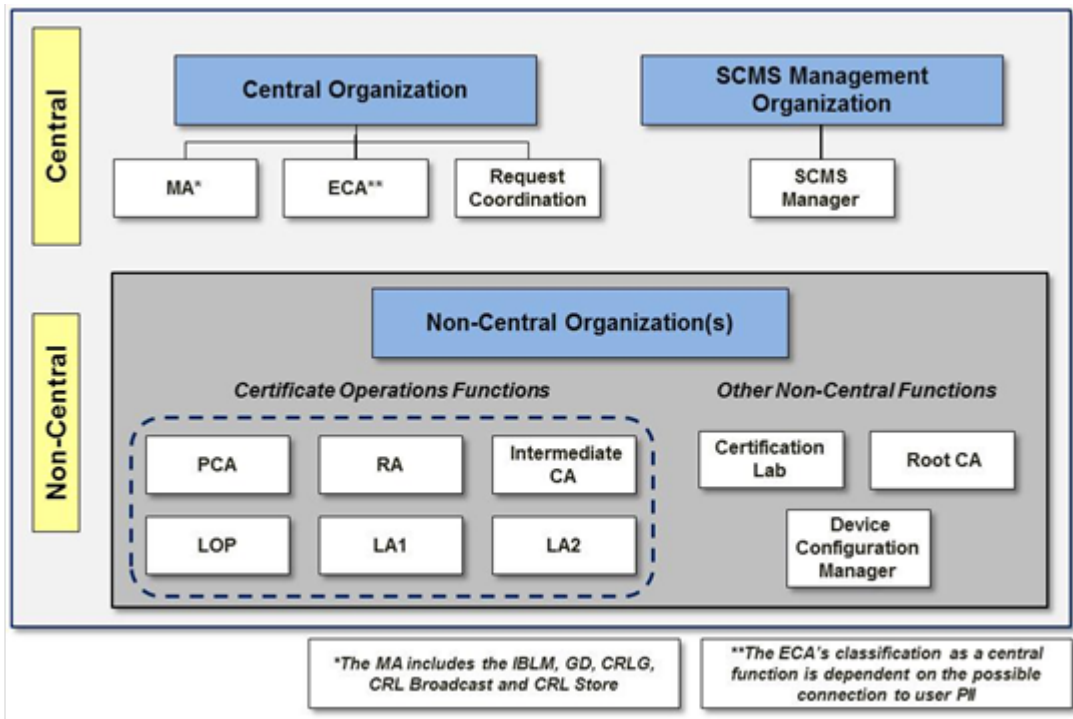 Central
Central Organization
SCMS Management
Organization
MA*
ECA**
Request
Coordination
SCMS
Manager
Non-Central
Non-Central Organization(s)
Certificate Operations Functions
Other Non-Central Functions
PCA
RA
Intermediate
CA
Certification
Lab
Root CA
LOP
LA1
LA2
Device
Configuration
Manager
*The MA includes the IBLM, GD, CRLG,
CRL Broadcast and CRL Store
**The ECA's classification as a central
function is dependent on the possible
connection to user PII